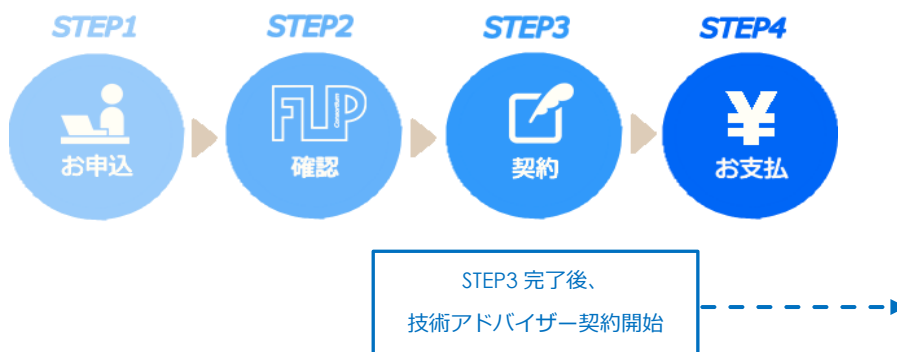 STEP1
STEP2
STEP3
STEP4
FLP
Consortium
¥
お申込
確認
契約
お支払
STEP3 完了後、
技術アドバイザー契約開始